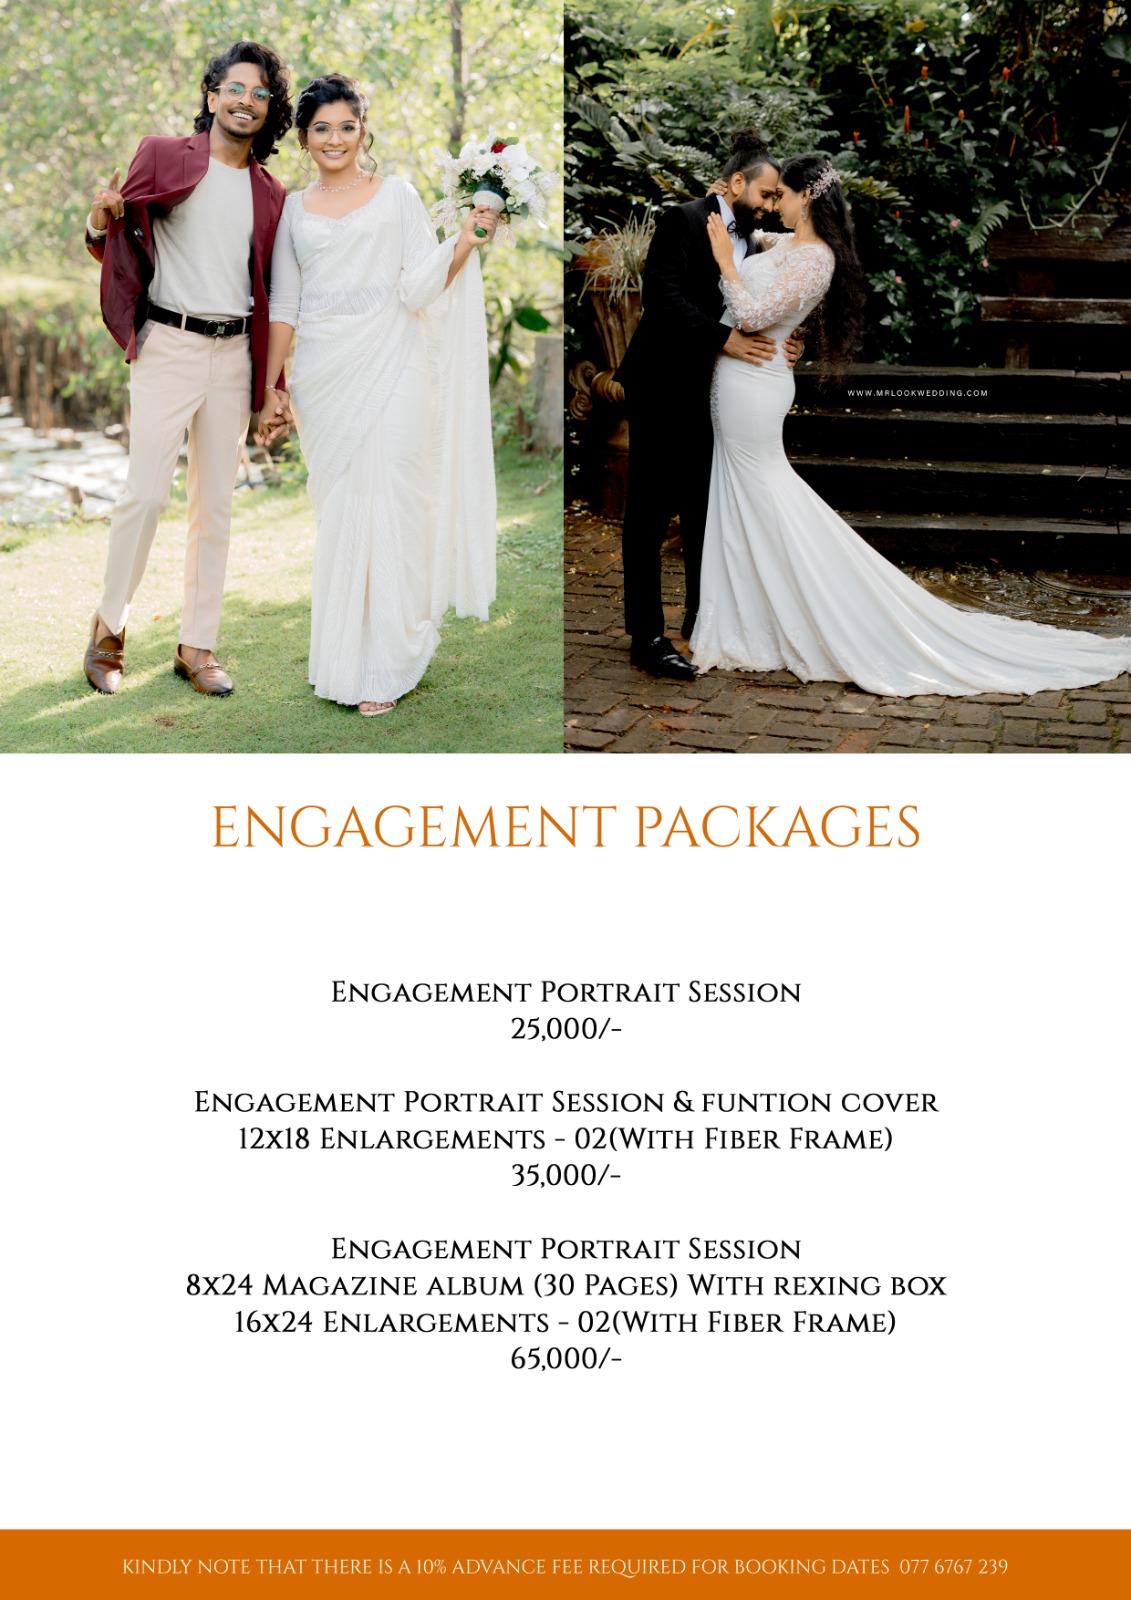 WWW.MRLOOKWEDDING.COM
ENGAGEMENT PACKAGES
Engagement Portrait Session
25,000/-
Engagement Portrait Session & funtion cover
12x18 Enlargements - 02(With Fiber Frame)
35,000/-
Engagement Portrait Session
8x24 Magazine album (30 Pages) With rexing box
16x24 Enlargements - 02(With Fiber Frame)
65,000/-
KINDLY NOTE THAT THERE IS A 10% ADVANCE FEE REQUIRED FOR BOOKING DATES 077 6767 239